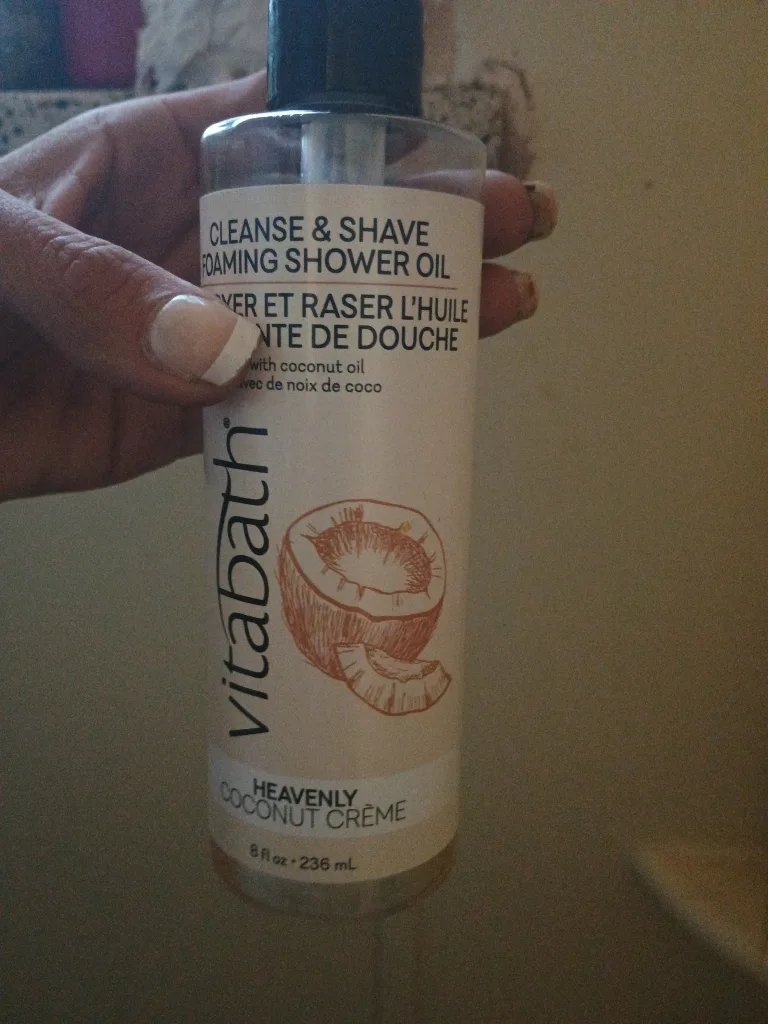 CLEANSE & SHAVE
FOAMING SHOWER OIL
ET RASER L'HUILE
DE DOUCHE
with coconut oil
avec de noix de coco
vitabath®
HEAVENLY
COCONUT CRÈME
8 fl oz • 236 mL